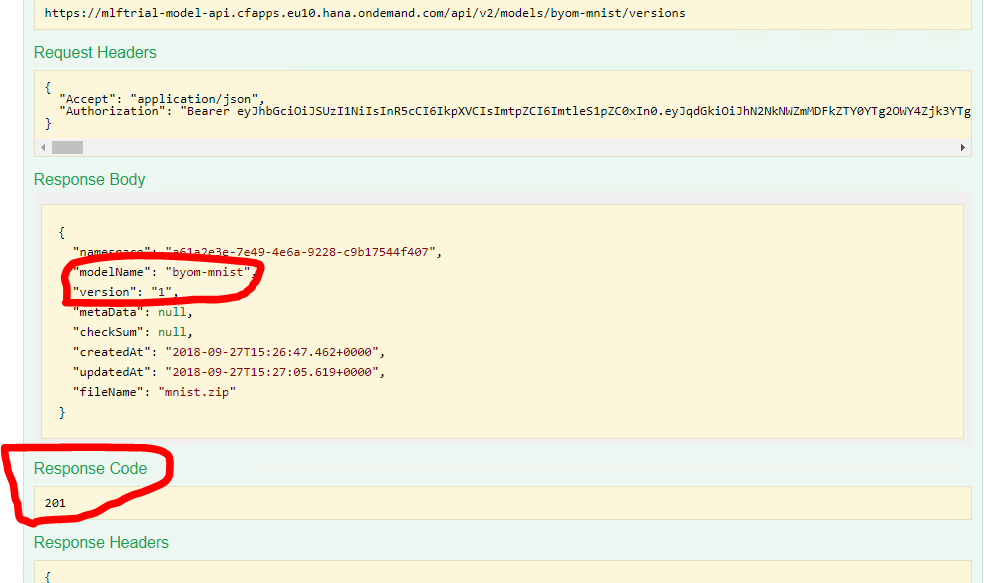 https://mlftrial-model-api.cfapps.eu10.hana.ondemand.com/api/v2/models/byom-mnist/versions
Request Headers
{
"Accept": "application/json",
"Authorization": "Bearer eyJhbGciOiJSUzI1NiIsInR5cCI6IkpXVCIsImtpZCI6ImtleS1pZC0xIn0.eyJqdGkiOiJhN2NkNWZmMDFkZTY0YTg2OWY4Zjk3YTg
}
Response Body
{
"namespace": "a61a2e3e-7e49-4e6a-9228-c9b17544f407",
"modelName": "byom-mnist",
"version": "1",
"metaData": null,
"checkSum": null,
"createdAt": "2018-09-27T15:26:47.462+0000",
"updatedAt": "2018-09-27T15:27:05.619+0000",
"fileName": "mnist.zip"
}
Response Code
201
Response Headers
{